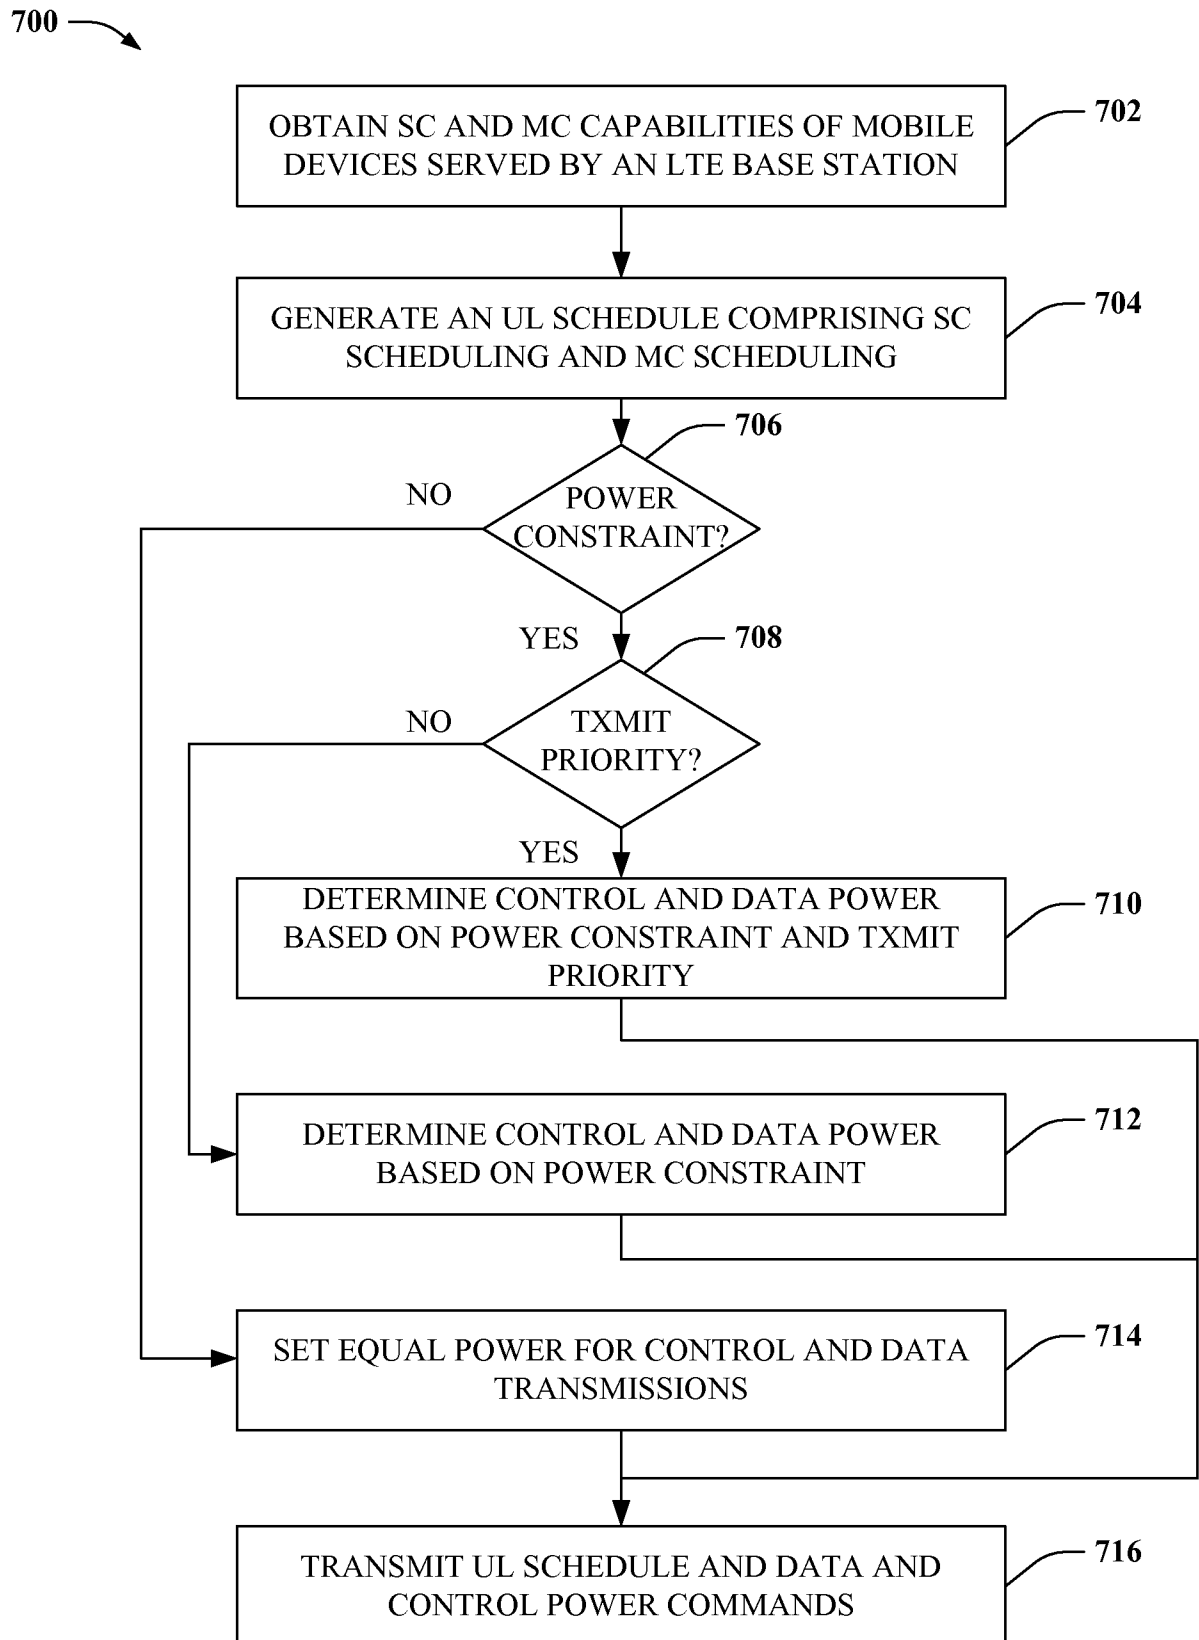 700
OBTAIN SC AND MC CAPABILITIES OF MOBILE
DEVICES SERVED BY AN LTE BASE STATION
702
GENERATE AN UL SCHEDULE COMPRISING SC
SCHEDULING AND MC SCHEDULING
704
706
NO
POWER
CONSTRAINT?
YES
708
NO
TXMIT
PRIORITY?
YES
DETERMINE CONTROL AND DATA POWER
BASED ON POWER CONSTRAINT AND TXMIT
PRIORITY
710
DETERMINE CONTROL AND DATA POWER
BASED ON POWER CONSTRAINT
712
SET EQUAL POWER FOR CONTROL AND DATA
TRANSMISSIONS
714
TRANSMIT UL SCHEDULE AND DATA AND
CONTROL POWER COMMANDS
716